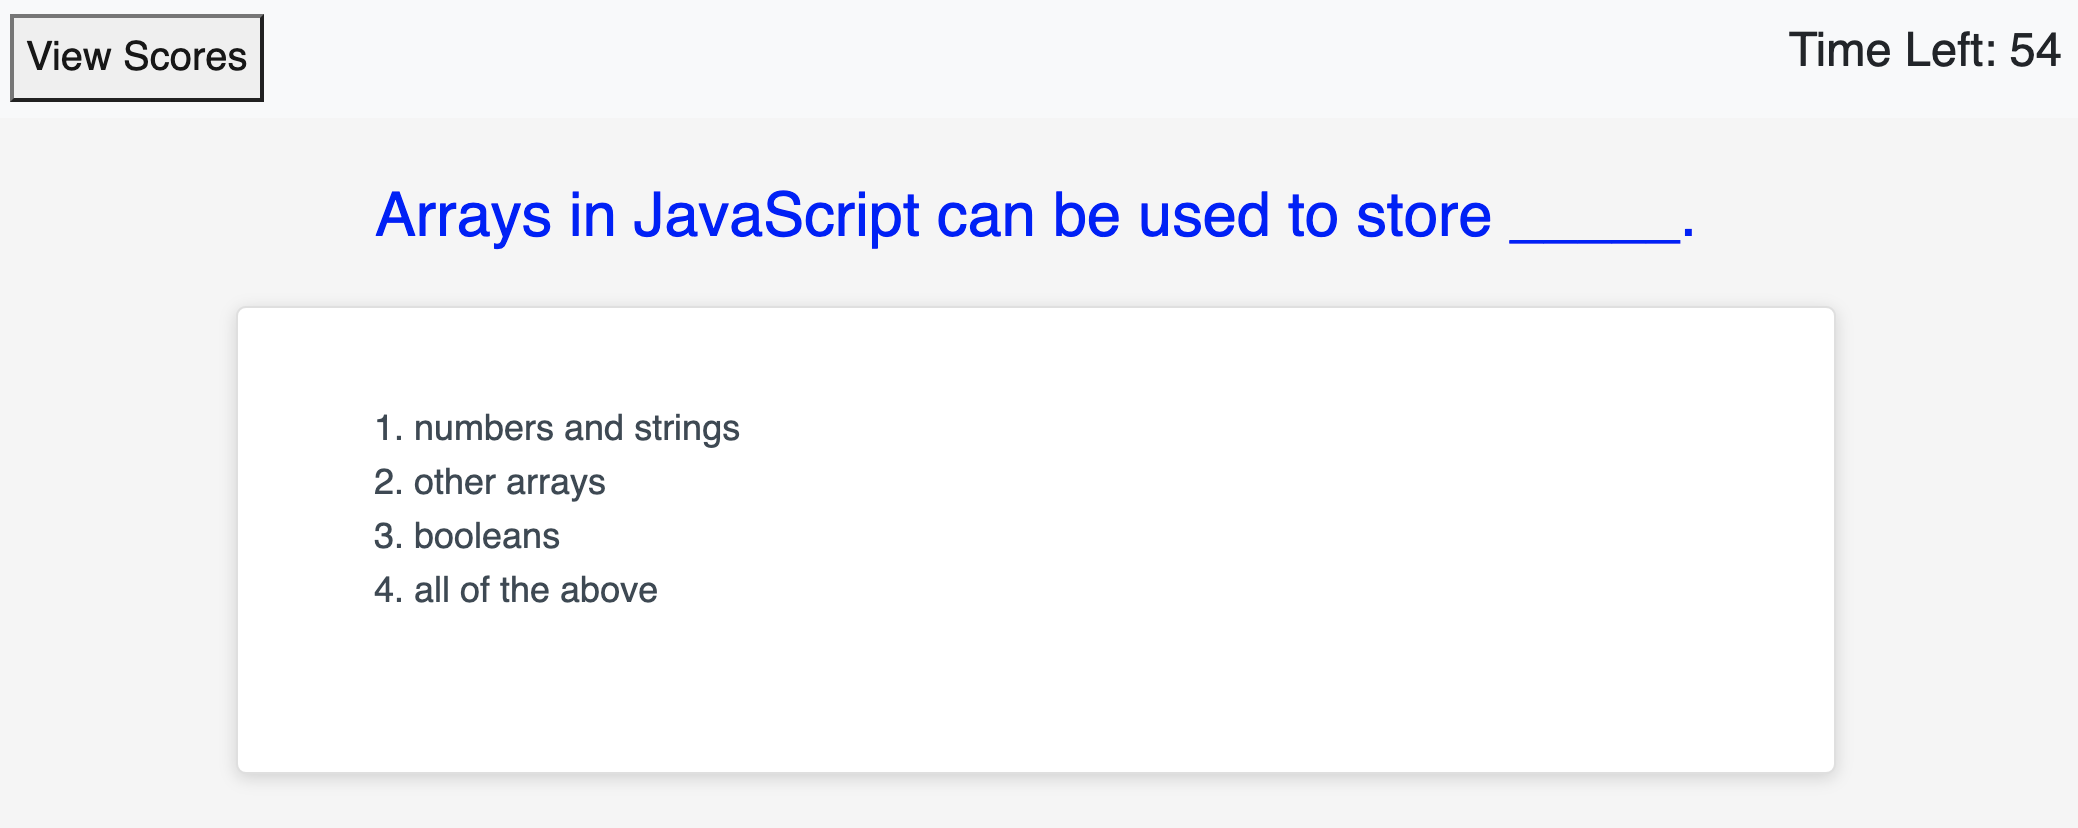 View Scores
Time Left: 54
Arrays in JavaScript can be used to store _____.
1. numbers and strings
2. other arrays
3. booleans
4. all of the above